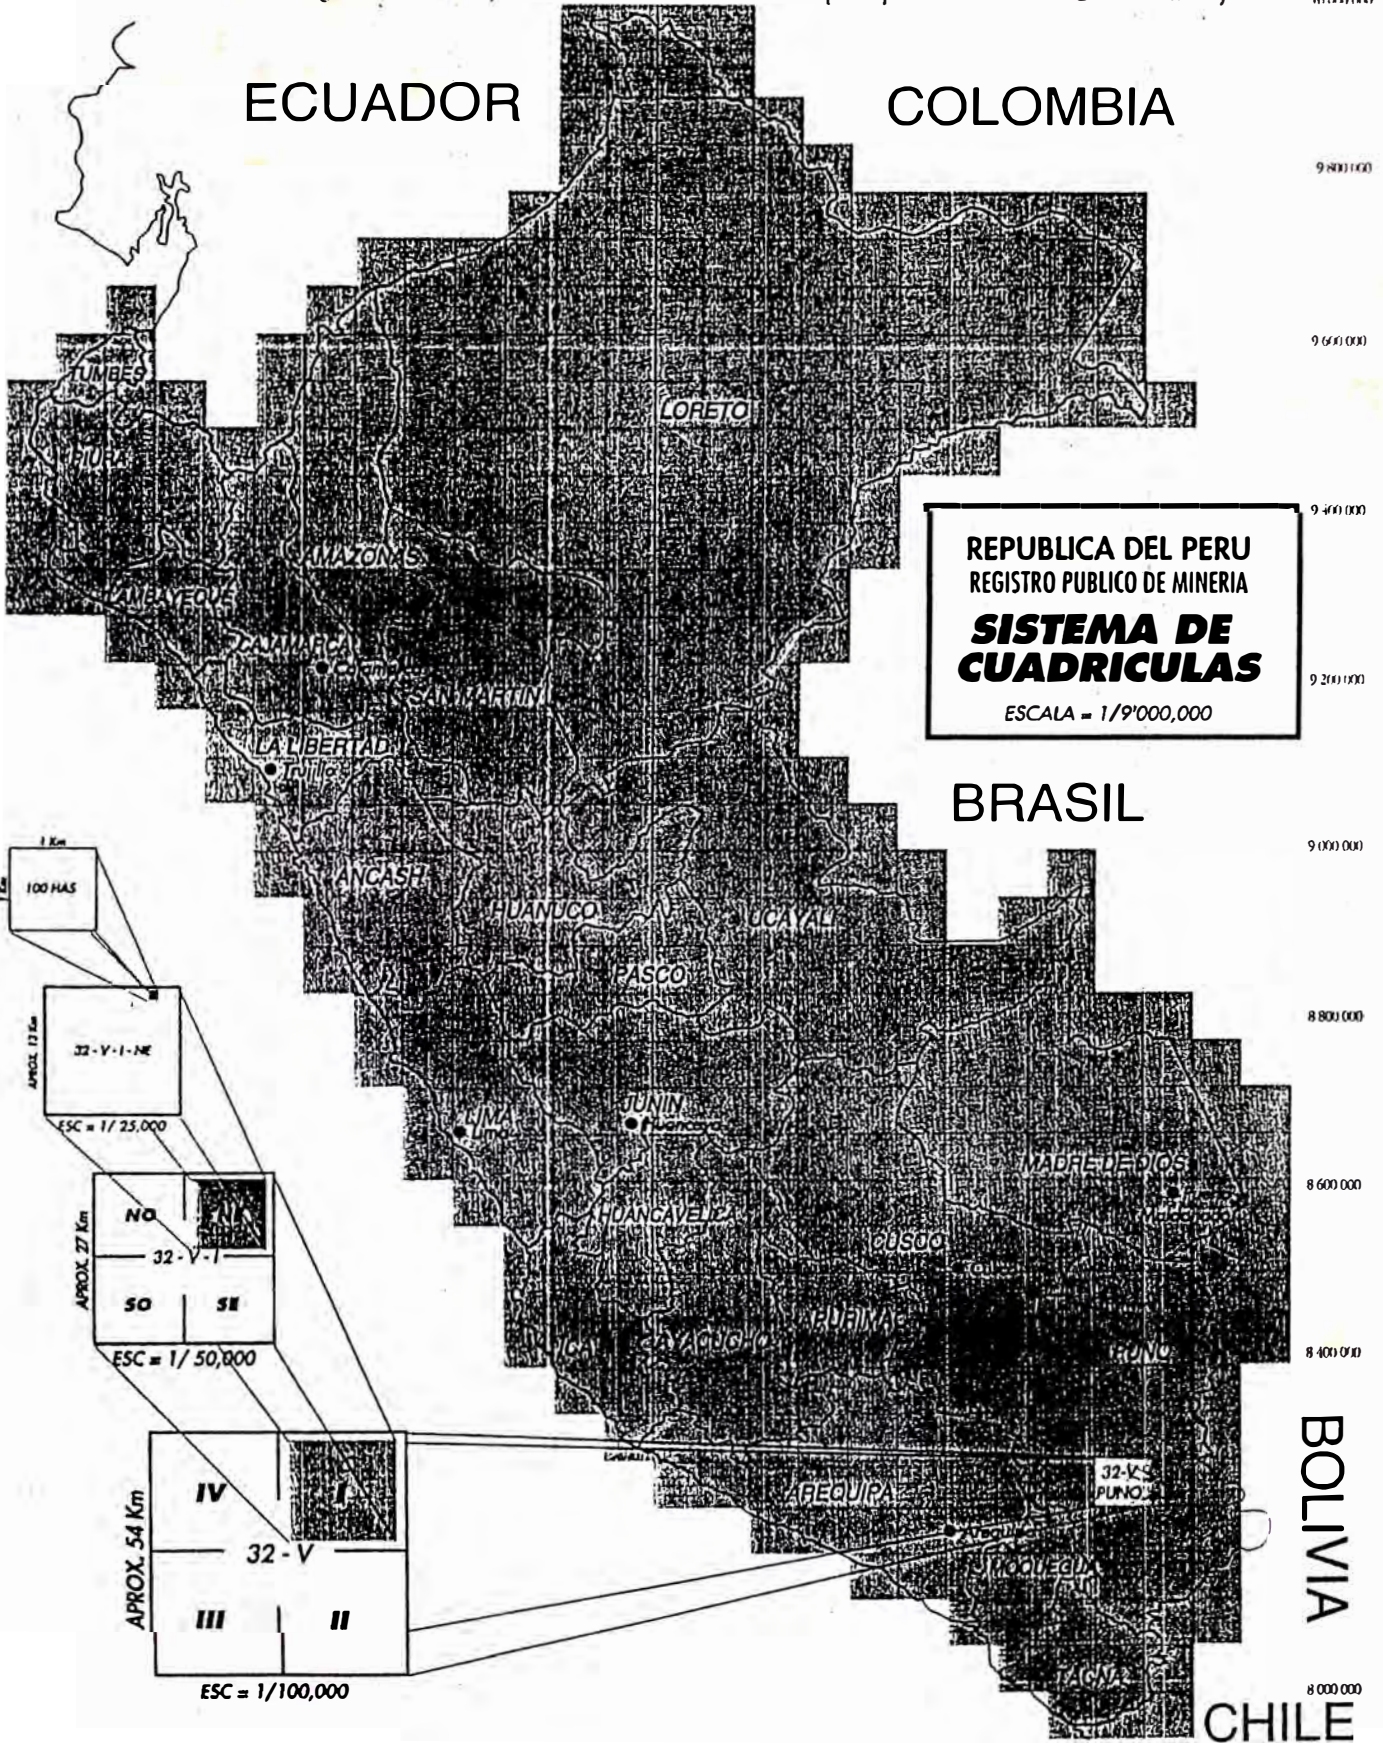 ECUADOR
COLOMBIA
9 800 000
9 600 000
TUMBES
LORETO
PIURA
9 400 000
REPUBLICA DEL PERU
REGISTRO PUBLICO DE MINERIA
SISTEMA DE
CUADRICULAS
ESCALA = 1/9'000,000
AMAZONAS
LAMBAYEQUE
CAJAMARCA
9 200 000
SAN MARTIN
LA LIBERTAD
Trujillo
BRASIL
9 000 000
1 Km
100 HAS
ANCASH
HUANUCO
UCAYALI
PASCO
8 800 000
APROX. 13 Km
32 - V - I - NE
ESC = 1/ 25,000
JUNIN
Huancayo
LIMA
Lima
MADRE DE DIOS
8 600 000
NO
HUANCAVELICA
CUSCO
APROX. 27 Km
32 - V - I
SO
SE
ESC = 1/ 50,000
ICA
AYACUCHO
APURIMAC
PUNO
8 400 000
BOLIVIA
IV
I
32-V
PUNO
AREQUIPA
Arequipa
APROX. 54 Km
32 - V
MOQUEGUA
III
II
ESC = 1/100,000
TACNA
8 000 000
CHILE